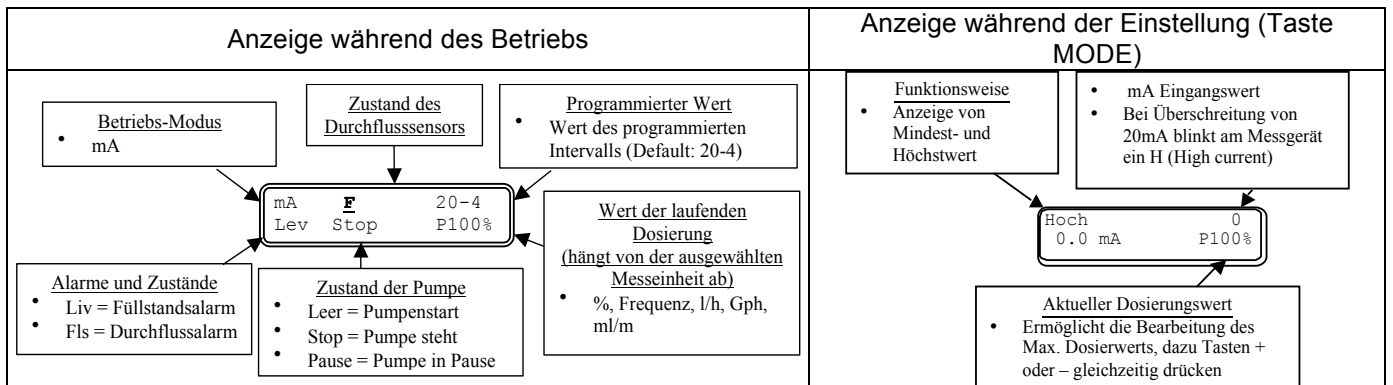 Anzeige während des Betriebs
Anzeige während der Einstellung (Taste
MODE)
Betriebs-Modus
• mA
Zustand des
Durchflusssensors
Programmierter Wert
• Wert des programmierten
Intervalls (Default: 20-4)
mA F 20-4
Lev Stop P100%
Alarme und Zustände
• Liv = Füllstandsalarm
• Fls = Durchflussalarm
Zustand der Pumpe
• Leer = Pumpenstart
• Stop = Pumpe steht
• Pause = Pumpe in Pause
Wert der laufenden
Dosierung
(hängt von der ausgewählten
Messeinheit ab)
• %, Frequenz, l/h, Gph,
ml/m
Funktionsweise
• Anzeige von
Mindest- und
Höchstwert
• mA Eingangswert
• Bei Überschreitung von
20mA blinkt am Messgerät
ein H (High current)
Hoch 0
0.0 mA P100%
Aktueller Dosierungswert
• Ermöglicht die Bearbeitung des
Max. Dosierwerts, dazu Tasten +
oder – gleichzeitig drücken